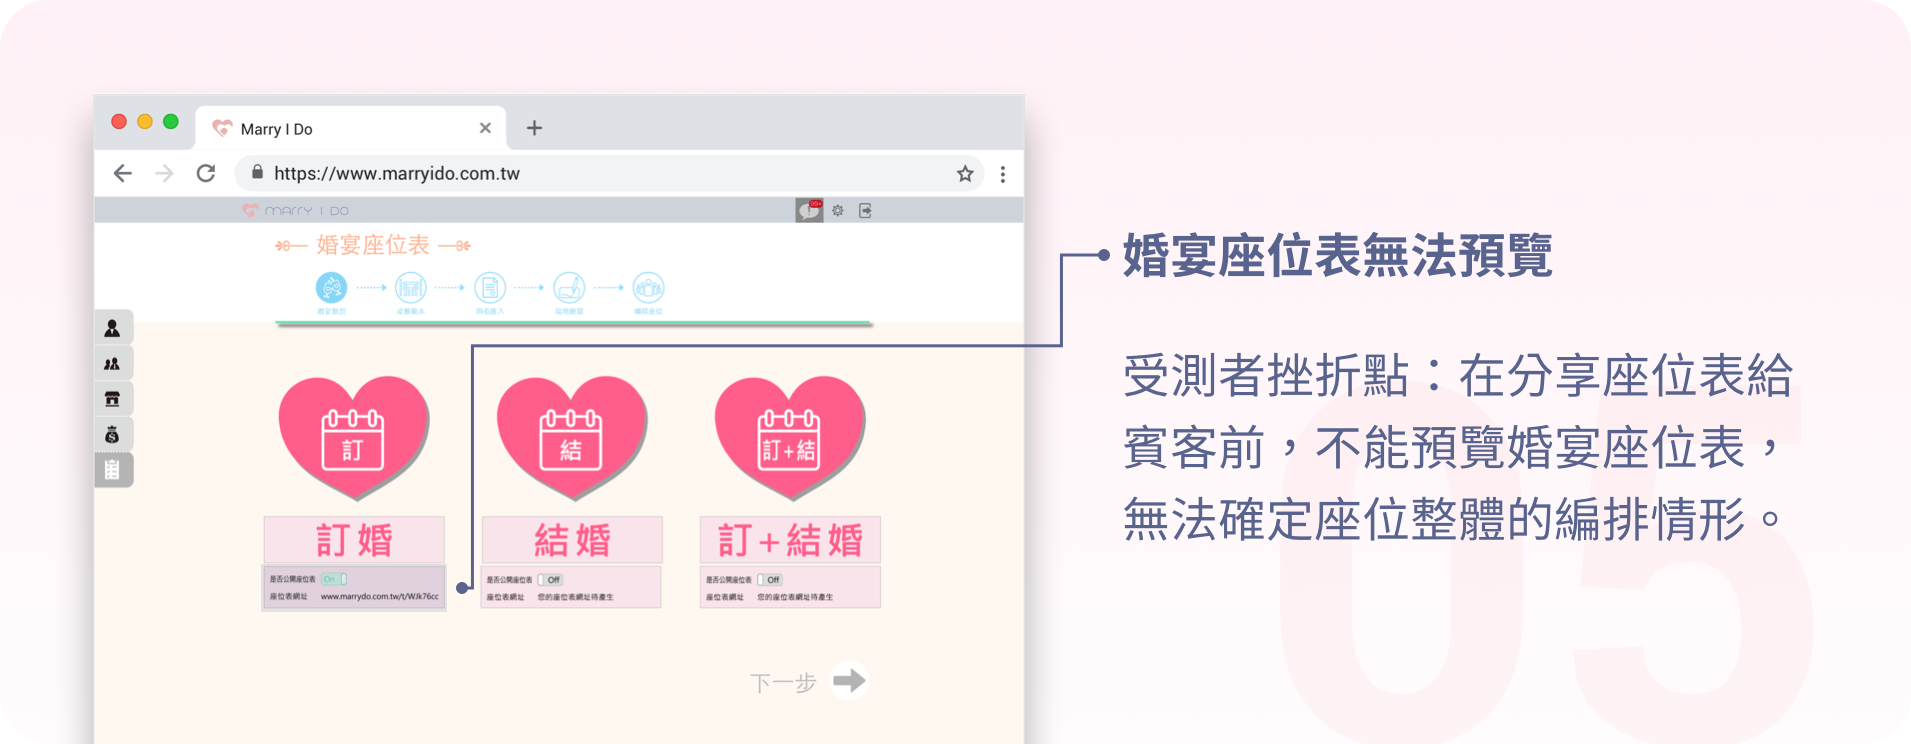 Marry I Do
https://www.marryido.com.tw
MARRY I DO
99+
婚宴座位表
編排座位
訂
結
訂+結
訂婚
結婚
訂+結婚
是否公開座位表 On
座位表網址 www.marrydo.com.tw/t/WJk76cc
是否公開座位表 Off
座位表網址 您的座位表網址待產生
是否公開座位表 Off
座位表網址 您的座位表網址待產生
下一步
婚宴座位表無法預覽
受測者挫折點：在分享座位表給
賓客前，不能預覽婚宴座位表，
無法確定座位整體的編排情形。
05